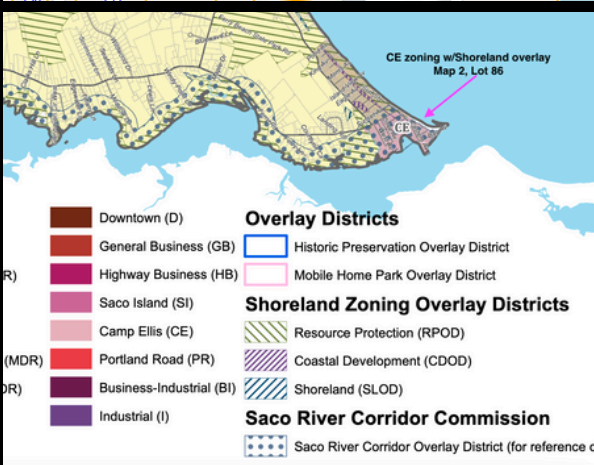 CE zoning w/Shoreland overlay
Map 2, Lot 86
CE
Downtown (D)
General Business (GB)
R)
Highway Business (HB)
Saco Island (SI)
Camp Ellis (CE)
(MDR)
Portland Road (PR)
DR)
Business-Industrial (BI)
Industrial (I)
Overlay Districts
Historic Preservation Overlay District
Mobile Home Park Overlay District
Shoreland Zoning Overlay Districts
Resource Protection (RPOD)
Coastal Development (CDOD)
Shoreland (SLOD)
Saco River Corridor Commission
Saco River Corridor Overlay District (for reference o